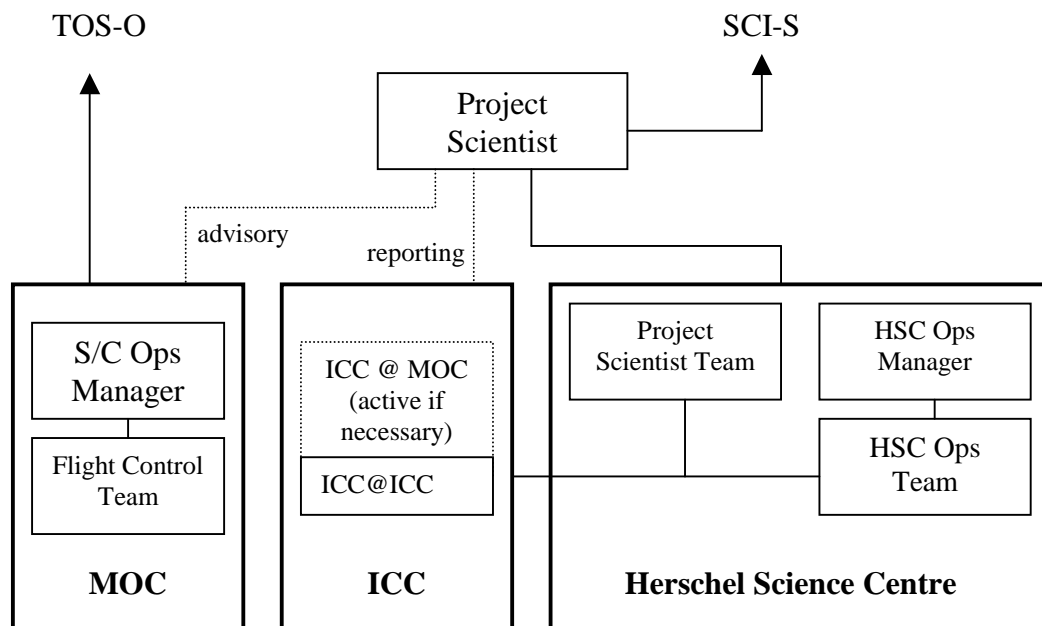 TOS-O
SCI-S
Project
Scientist
advisory
reporting
S/C Ops
Manager
Flight Control
Team
MOC
ICC @ MOC
(active if
necessary)
ICC@ICC
ICC
Project
Scientist Team
HSC Ops
Manager
HSC Ops
Team
Herschel Science Centre